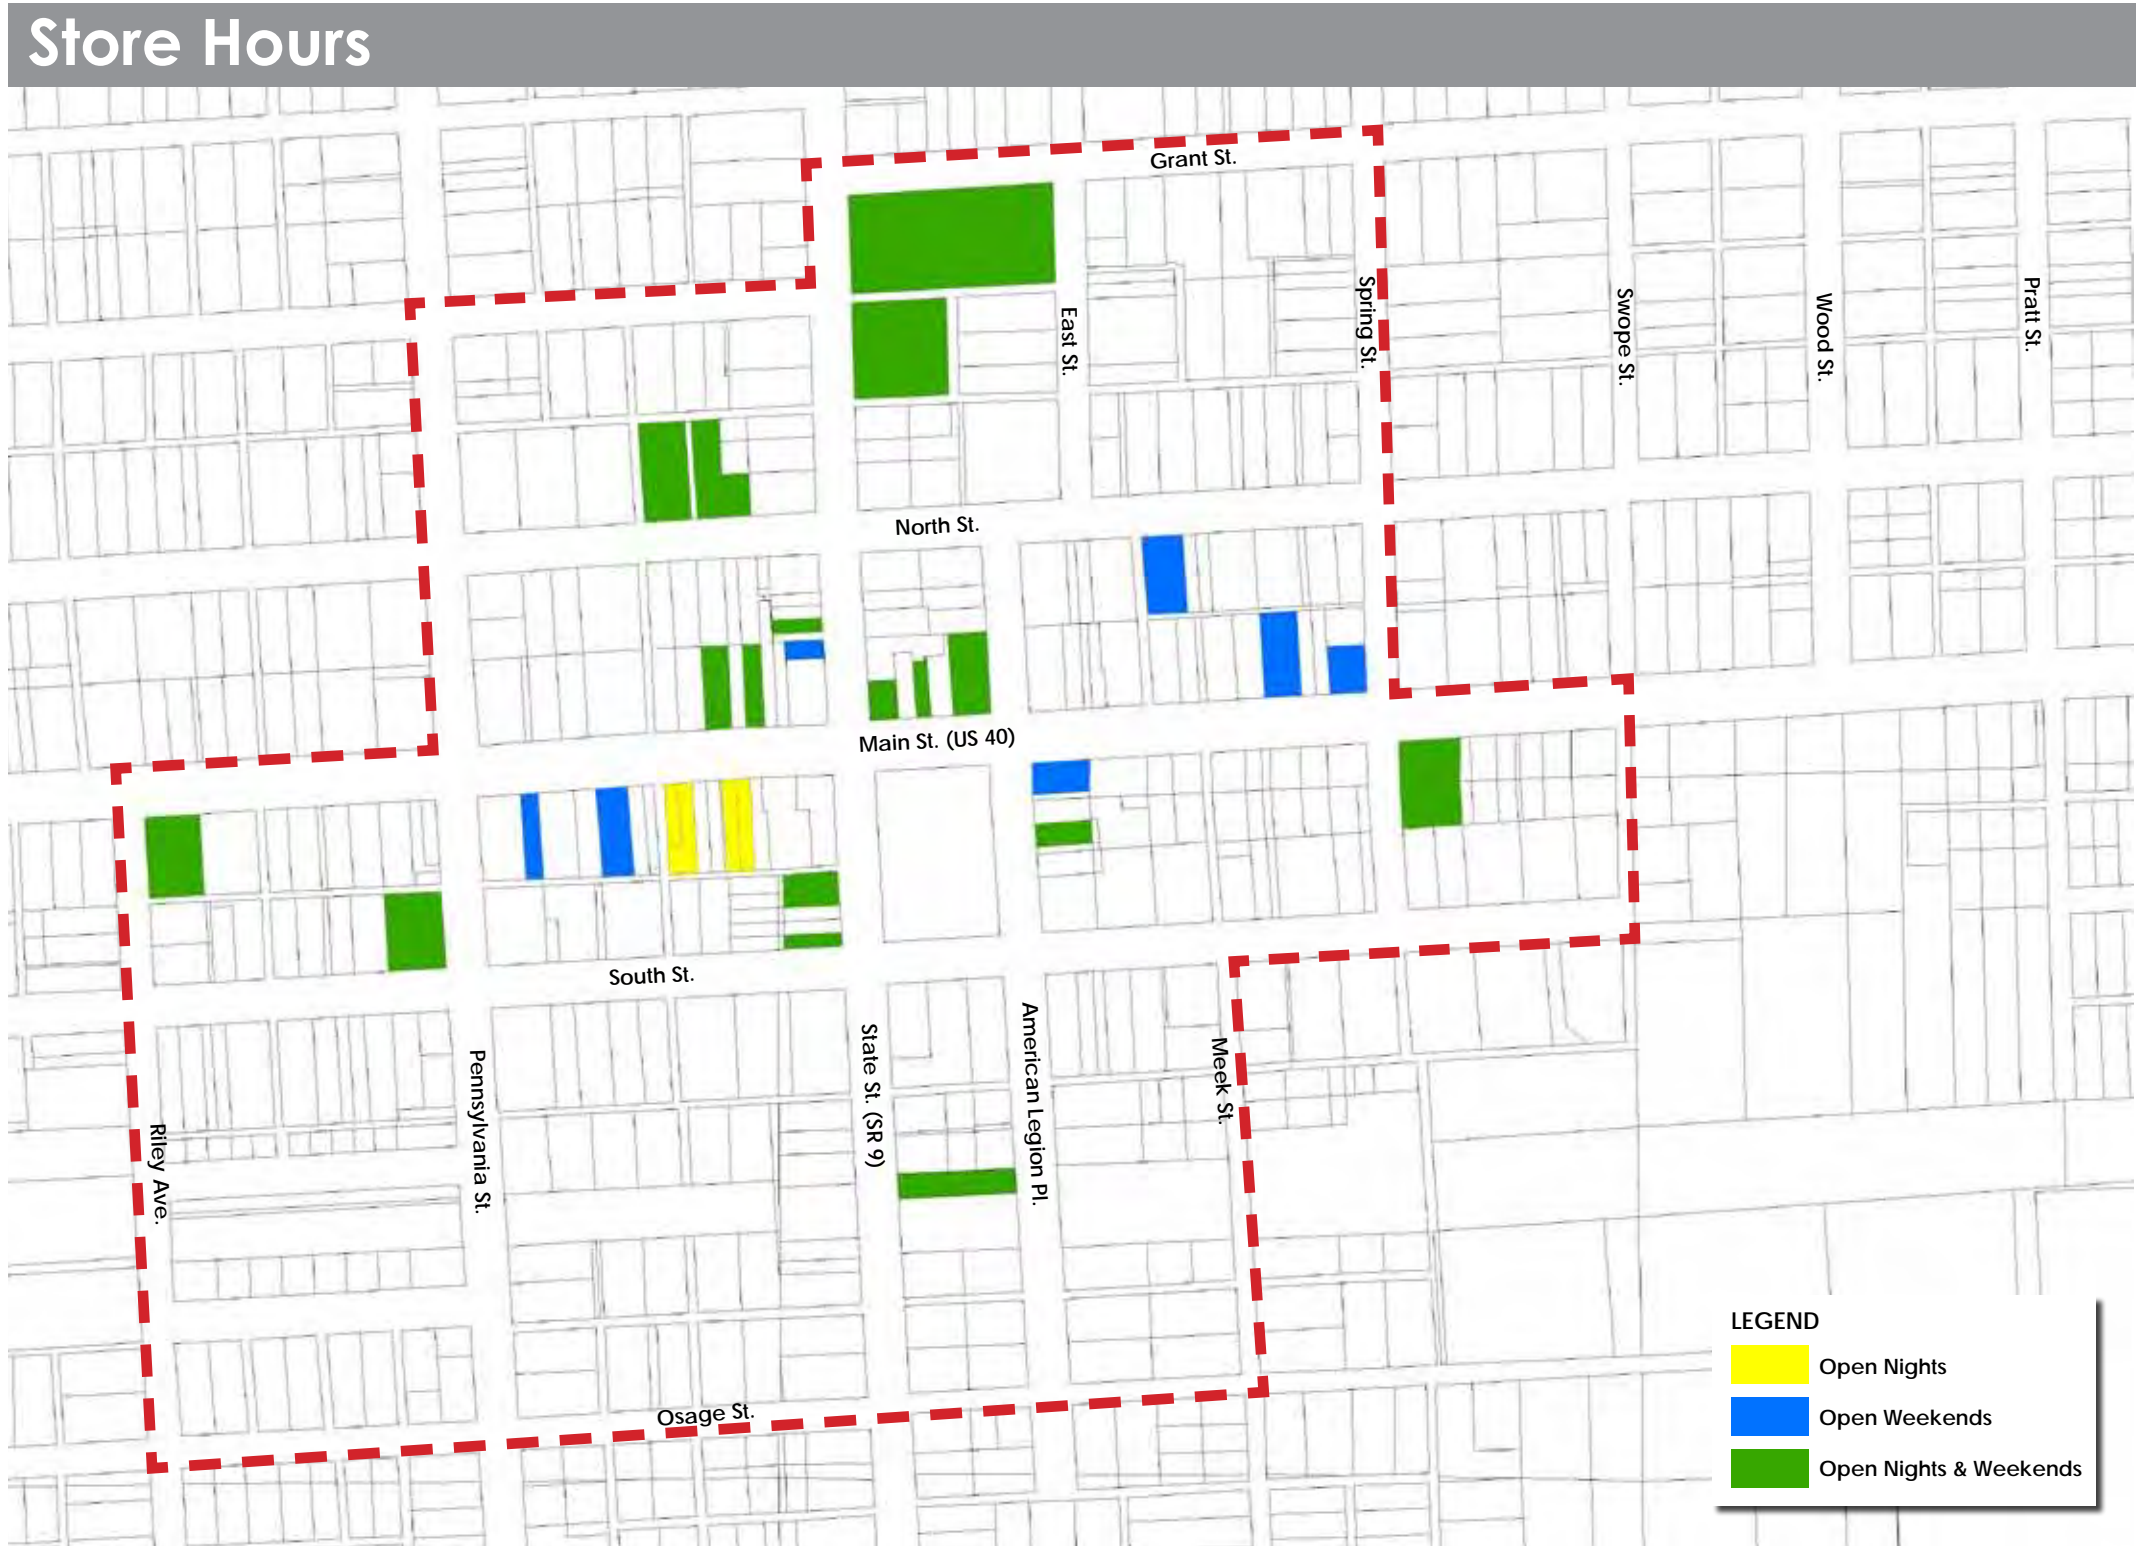 Store Hours
Grant St.
Spring St.
East St.
Swope St.
Wood St.
Pratt St.
North St.
Main St. (US 40)
South St.
State St. (SR 9)
American Legion Pl.
Meek St.
Pennsylvania St.
Riley Ave.
Osage St.
LEGEND
Open Nights
Open Weekends
Open Nights & Weekends